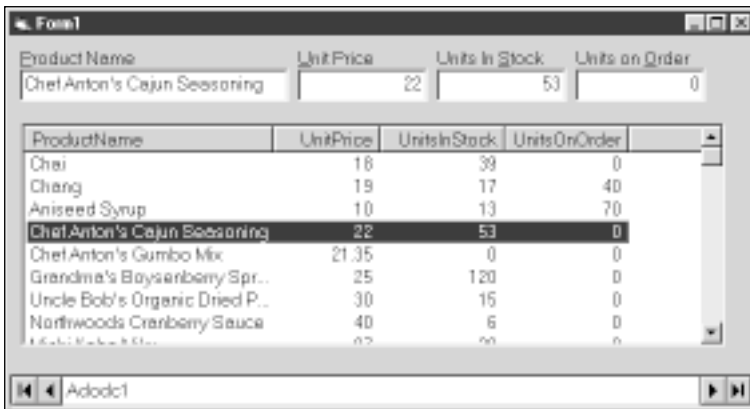 Form1
Product Name Unit Price Units In Stock Units on Order
Chef Anton's Cajun Seasoning 22 53 0
ProductName UnitPrice UnitsInStock UnitsOnOrder
Chai 18 39 0
Chang 19 17 40
Aniseed Syrup 10 13 70
Chef Anton's Cajun Seasoning 22 53 0
Chef Anton's Gumbo Mix 21.35 0 0
Grandma's Boysenberry Spr... 25 120 0
Uncle Bob's Organic Dried P... 30 15 0
Northwoods Cranberry Sauce 40 6 0
Adodc1